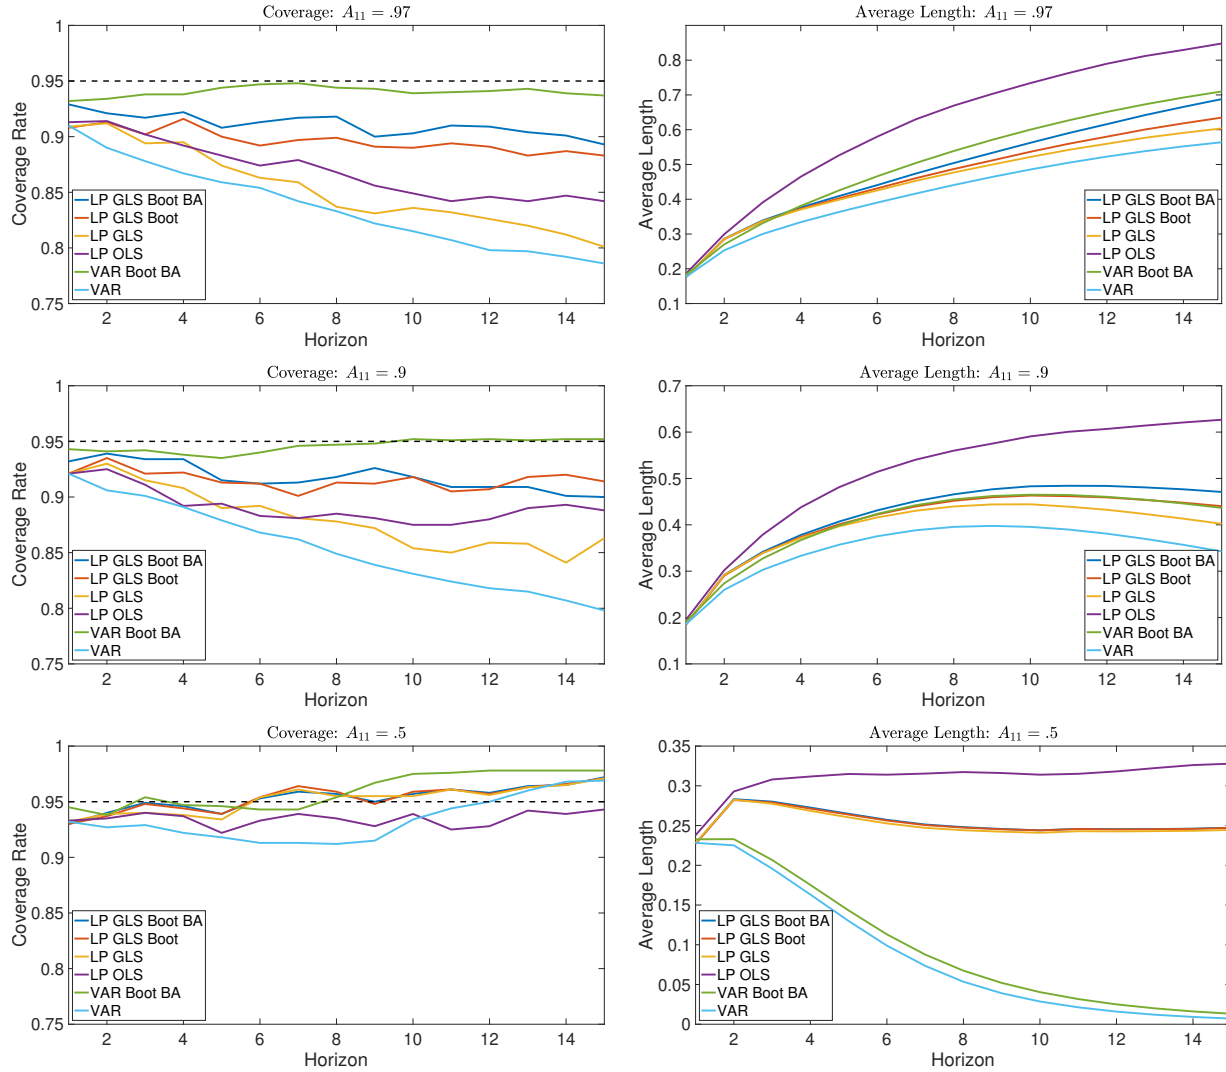 Coverage: A11 = .97
Coverage Rate
1
0.95
0.9
0.85
0.8
0.75
LP GLS Boot BA
LP GLS Boot
LP GLS
LP OLS
VAR Boot BA
VAR
2 4 6 8 10 12 14
Horizon
Average Length: A11 = .97
Average Length
0.8
0.7
0.6
0.5
0.4
0.3
0.2
0.1
LP GLS Boot BA
LP GLS Boot
LP GLS
LP OLS
VAR Boot BA
VAR
2 4 6 8 10 12 14
Horizon
Coverage: A11 = .9
Coverage Rate
1
0.95
0.9
0.85
0.8
0.75
LP GLS Boot BA
LP GLS Boot
LP GLS
LP OLS
VAR Boot BA
VAR
2 4 6 8 10 12 14
Horizon
Average Length: A11 = .9
Average Length
0.7
0.6
0.5
0.4
0.3
0.2
0.1
LP GLS Boot BA
LP GLS Boot
LP GLS
LP OLS
VAR Boot BA
VAR
2 4 6 8 10 12 14
Horizon
Coverage: A11 = .5
Coverage Rate
1
0.95
0.9
0.85
0.8
0.75
LP GLS Boot BA
LP GLS Boot
LP GLS
LP OLS
VAR Boot BA
VAR
2 4 6 8 10 12 14
Horizon
Average Length: A11 = .5
Average Length
0.35
0.3
0.25
0.2
0.15
0.1
0.05
0
LP GLS Boot BA
LP GLS Boot
LP GLS
LP OLS
VAR Boot BA
VAR
2 4 6 8 10 12 14
Horizon